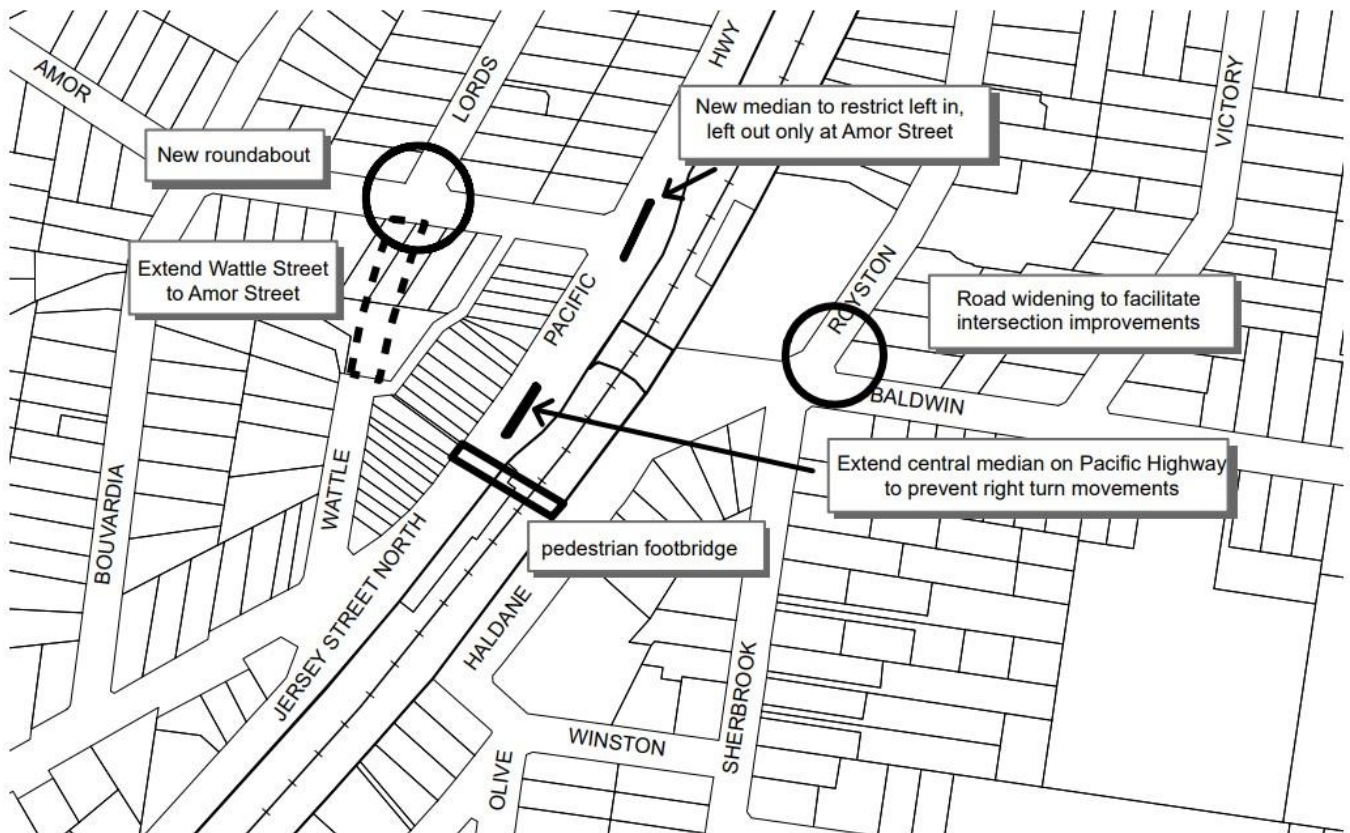 AMOR
LORDS
HWY
VICTORY
New roundabout
New median to restrict left in,
left out only at Amor Street
Extend Wattle Street
to Amor Street
PACIFIC
ROYSTON
Road widening to facilitate
intersection improvements
BALDWIN
BOUVARDIA
WATTLE
Extend central median on Pacific Highway
to prevent right turn movements
pedestrian footbridge
JERSEY STREET NORTH
HALDANE
SHERBROOK
WINSTON
OLIVE